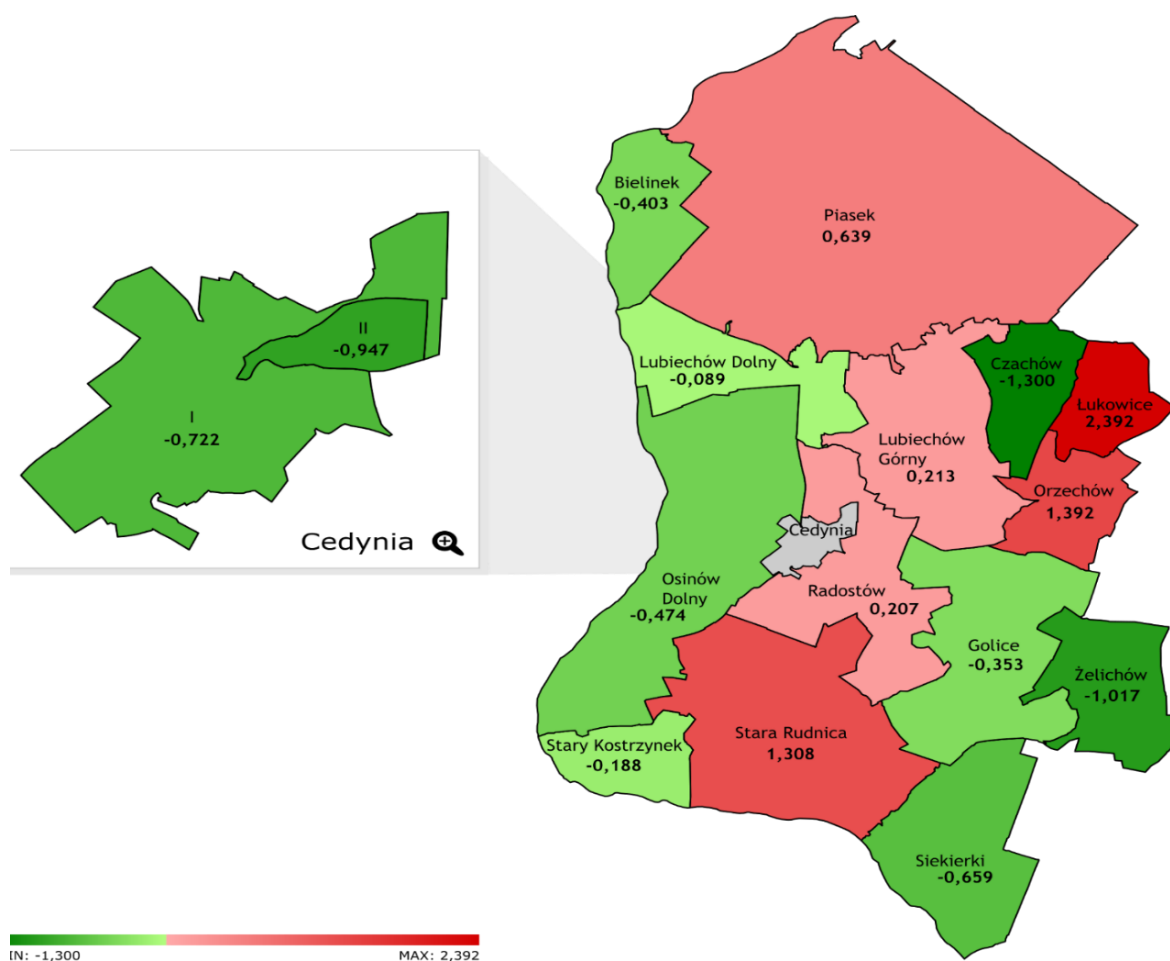 Piasek
0,639
Bielinek
-0,403
II
-0,947
Lubiechów Dolny
-0,089
Czachów
-1,300
Łukowice
2,392
I
-0,722
Lubiechów
Górny
0,213
Orzechów
1,392
Cedynia
Cedynia
Osinów
Dolny
-0,474
Radostów
0,207
Golice
-0,353
Żelichów
-1,017
Stara Rudnica
1,308
Stary Kostrzynek
-0,188
Siekierki
-0,659
IN: -1,300
MAX: 2,392